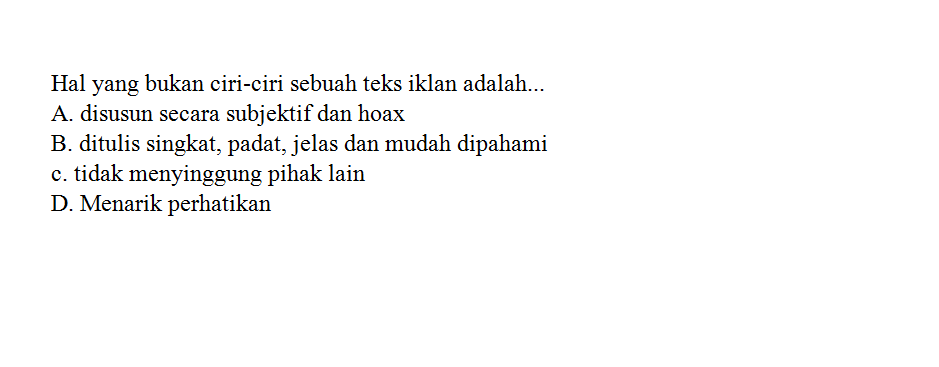 Hal yang bukan ciri-ciri sebuah teks iklan adalah...
A. disusun secara subjektif dan hoax
B. ditulis singkat, padat, jelas dan mudah dipahami
c. tidak menyinggung pihak lain
D. Menarik perhatikan